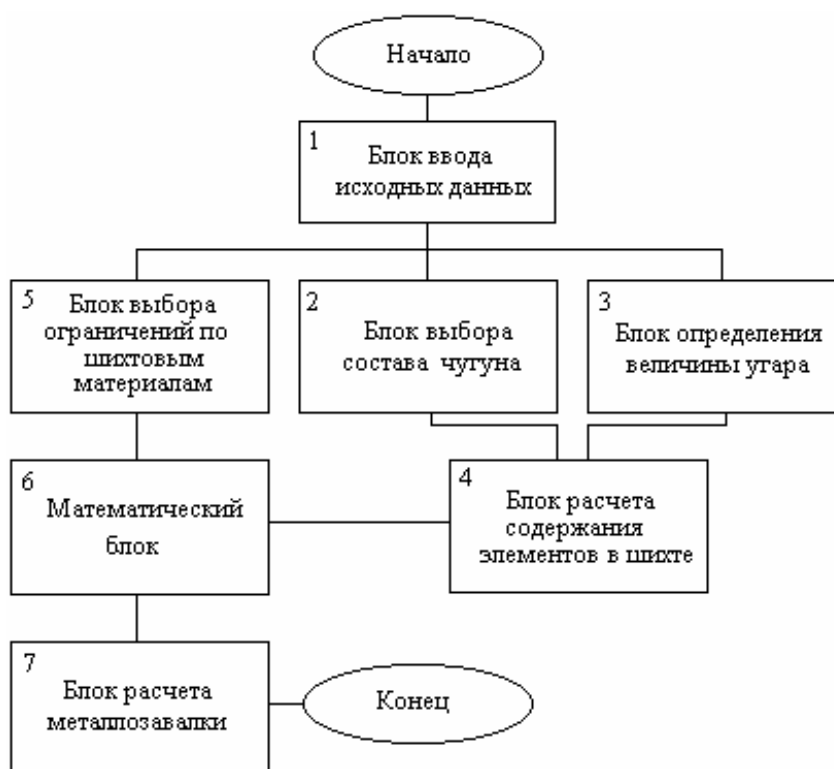 Начало
1
Блок ввода
исходных данных
5
Блок выбора
ограничений по
шихтовым
материалам
2
Блок выбора
состава чугуна
3
Блок определения
величины угара
6
Математический
блок
4
Блок расчета
содержания
элементов в шихте
7
Блок расчета
металлозавалки
Конец